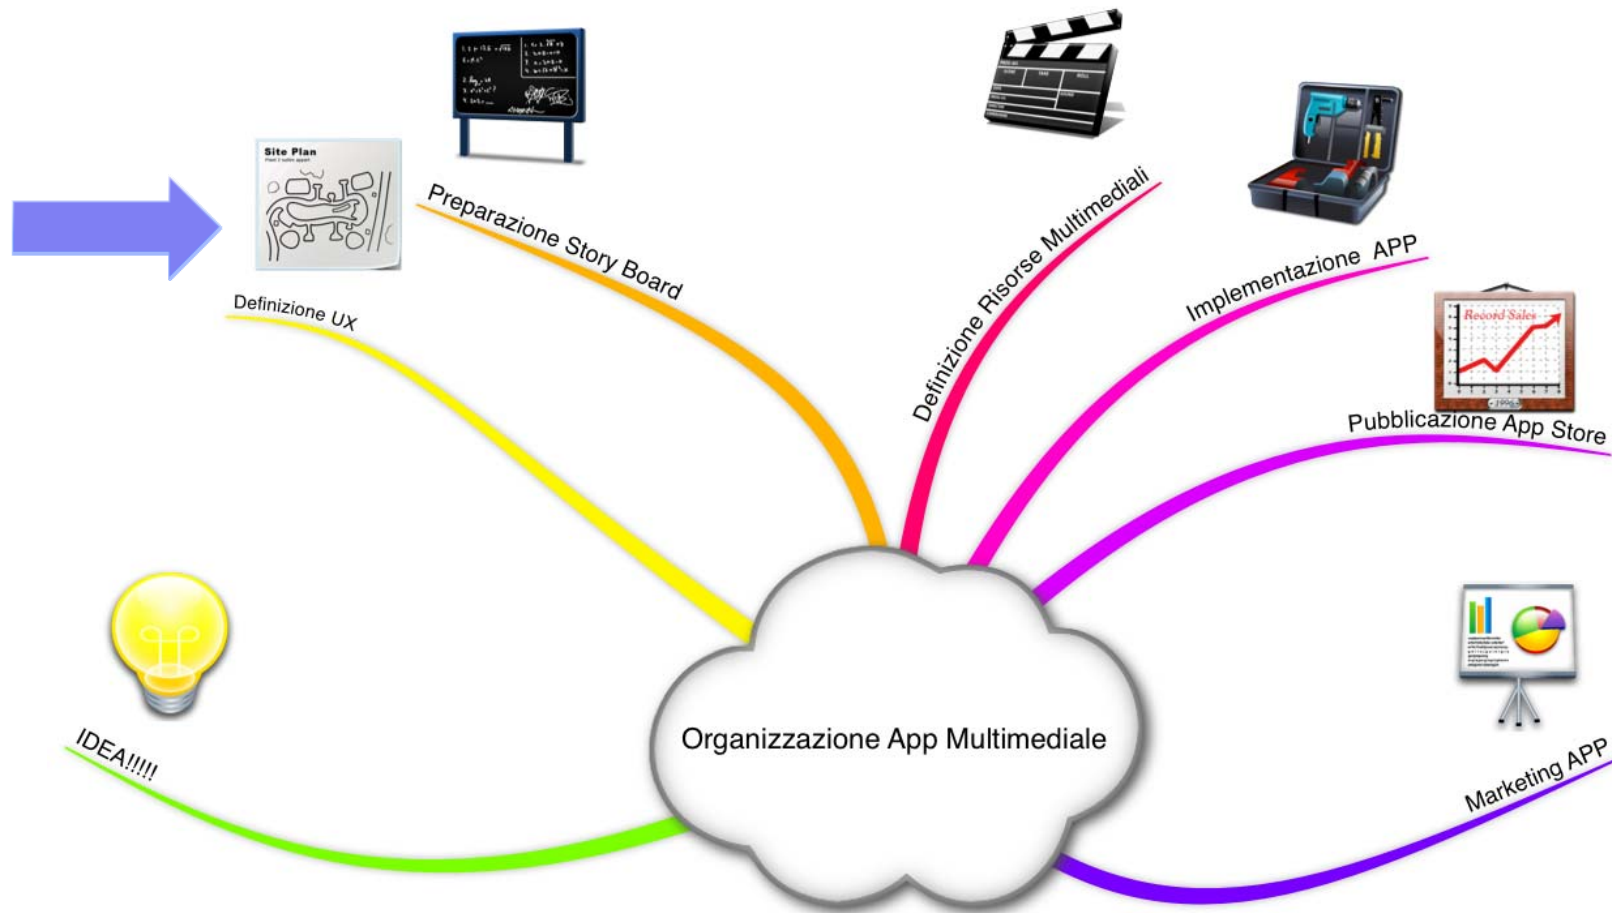 Site Plan
Preparazione Story Board
Definizione UX
IDEA!!!!!
Organizzazione App Multimediale
Definizione Risorse Multimediali
Implementazione APP
Record Sales
1996
Pubblicazione App Store
Marketing APP